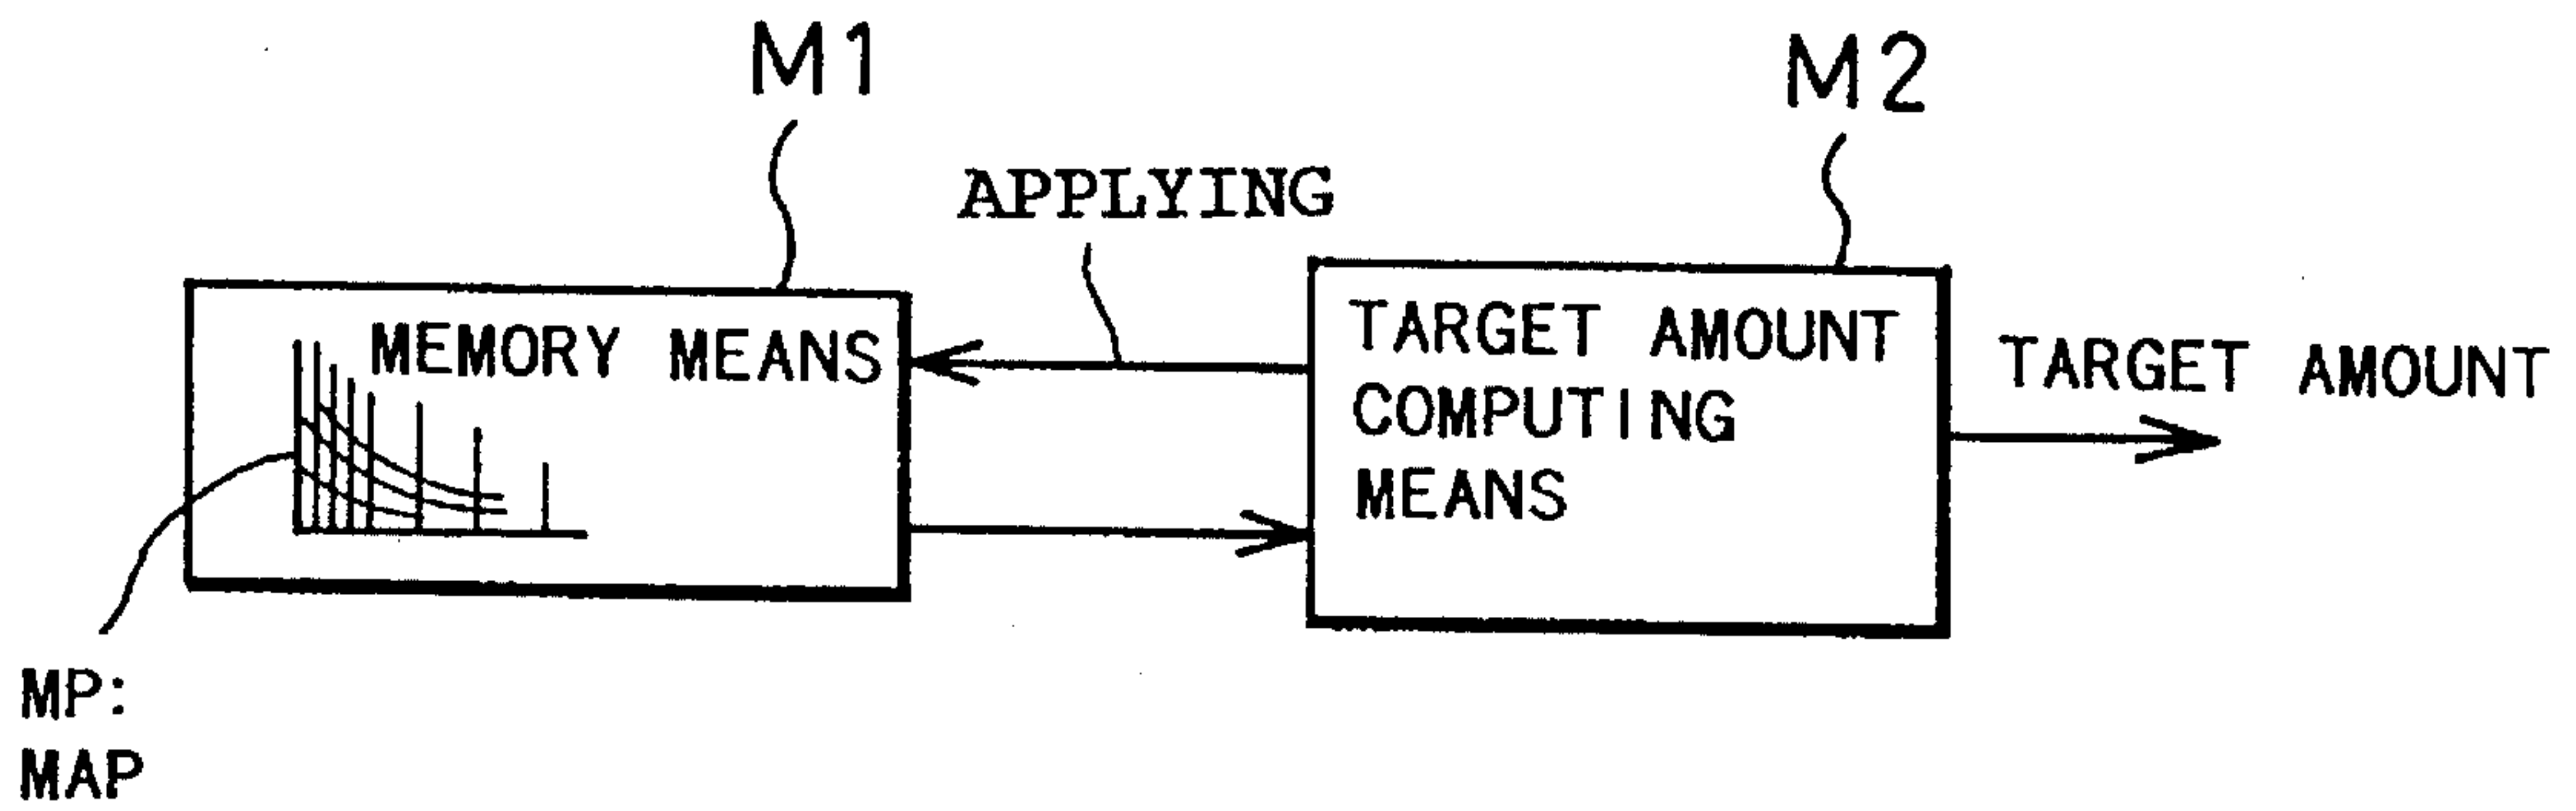 M1
M2
APPLYING
MEMORY MEANS
TARGET AMOUNT
COMPUTING
MEANS
TARGET AMOUNT
MP:
MAP